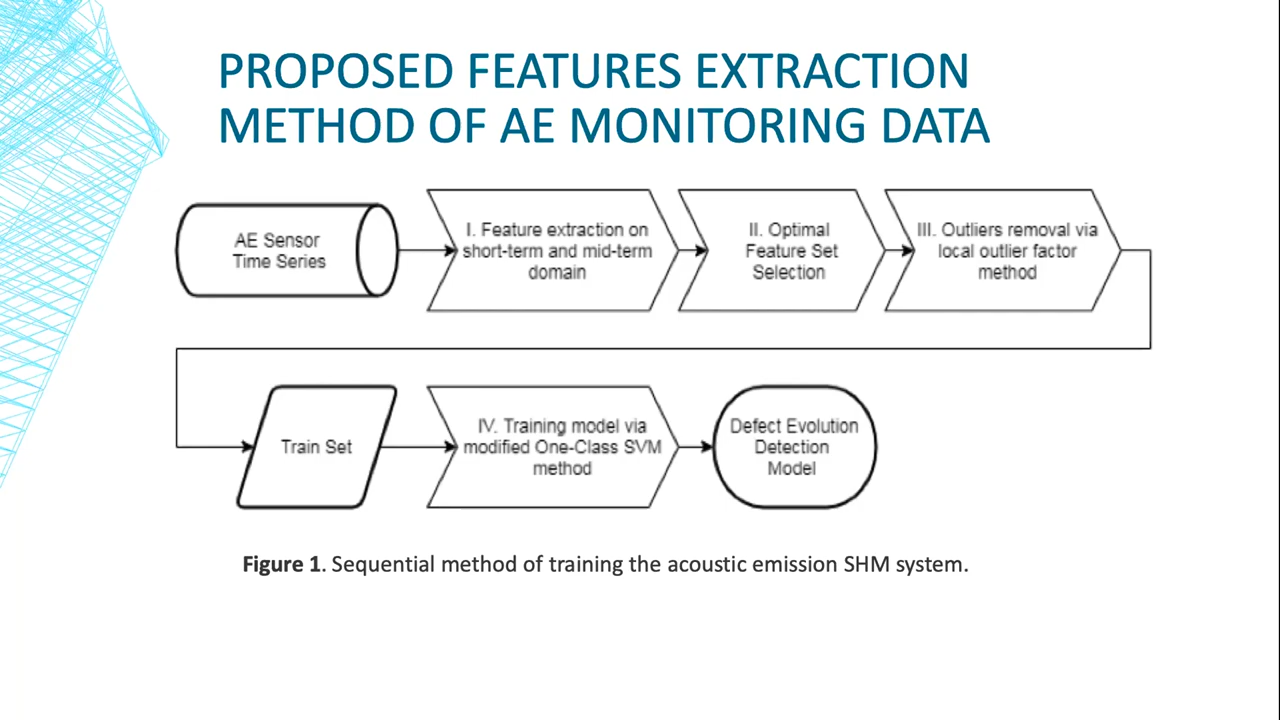 PROPOSED FEATURES EXTRACTION
METHOD OF AE MONITORING DATA
AE Sensor
Time Series
I. Feature extraction on
short-term and mid-term
domain
II. Optimal
Feature Set
Selection
III. Outliers removal via
local outlier factor
method
Train Set
IV. Training model via
modified One-Class SVM
method
Defect Evolution
Detection
Model
Figure 1. Sequential method of training the acoustic emission SHM system.